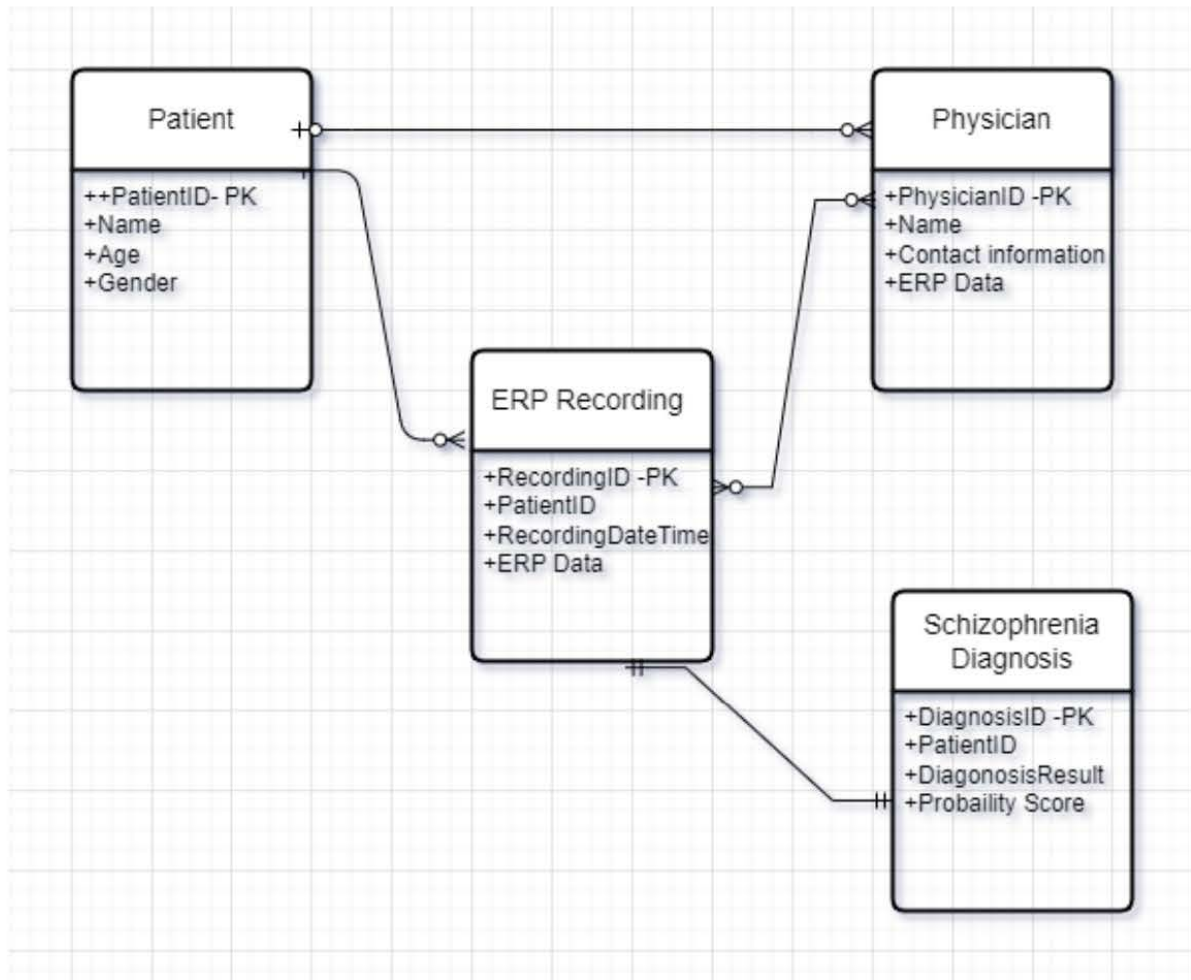 Patient
++PatientID- PK
+Name
+Age
+Gender
Physician
+PhysicianID -PK
+Name
+Contact information
+ERP Data
ERP Recording
+RecordingID -PK
+PatientID
+RecordingDateTime
+ERP Data
Schizophrenia
Diagnosis
+DiagnosisID -PK
+PatientID
+DiagonosisResult
+Probaility Score